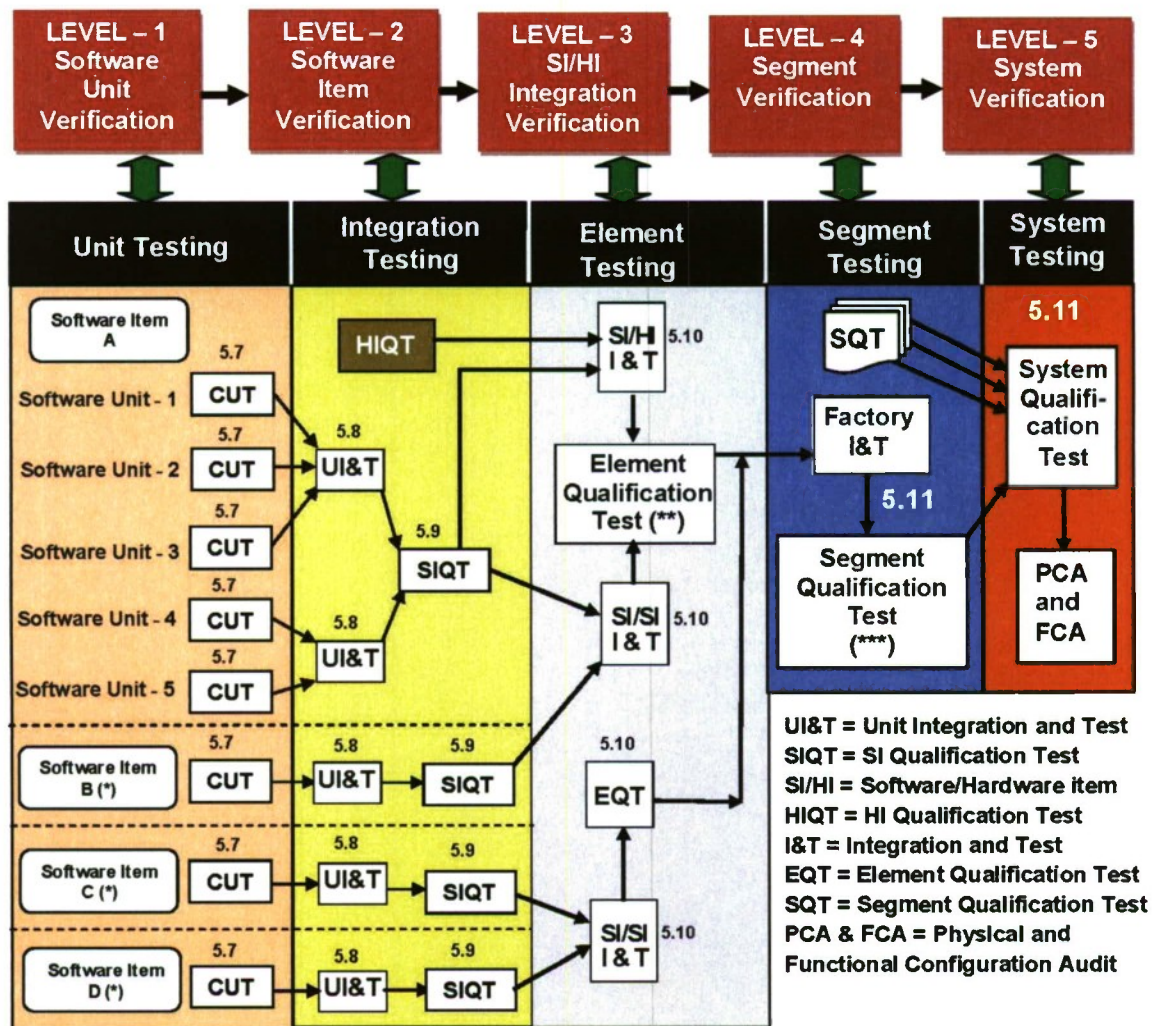 LEVEL – 1
Software
Unit
Verification
LEVEL – 2
Software
Item
Verification
LEVEL – 3
SI/HI
Integration
Verification
LEVEL – 4
Segment
Verification
LEVEL – 5
System
Verification
Unit Testing
Integration
Testing
Element
Testing
Segment
Testing
System
Testing
Software Item
A
5.7
CUT
Software Unit - 1
5.7
CUT
Software Unit - 2
5.7
CUT
Software Unit - 3
5.7
CUT
Software Unit - 4
5.7
CUT
Software Unit - 5
HIQT
5.8
UI&T
5.9
SIQT
5.8
UI&T
SI/HI
I & T
5.10
Element
Qualification
Test (**)
SI/SI
I & T
5.10
SQT
Factory
I&T
5.11
Segment
Qualification
Test
(***)
5.11
System
Qualifi-
cation
Test
PCA
and
FCA
Software Item
B (*)
5.7
CUT
5.8
UI&T
5.9
SIQT
5.10
EQT
Software Item
C (*)
5.7
CUT
5.8
UI&T
5.9
SIQT
SI/SI
I & T
5.10
Software Item
D (*)
5.7
CUT
5.8
UI&T
5.9
SIQT
UI&T = Unit Integration and Test
SIQT = SI Qualification Test
SI/HI = Software/Hardware item
HIQT = HI Qualification Test
I&T = Integration and Test
EQT = Element Qualification Test
SQT = Segment Qualification Test
PCA & FCA = Physical and
Functional Configuration Audit